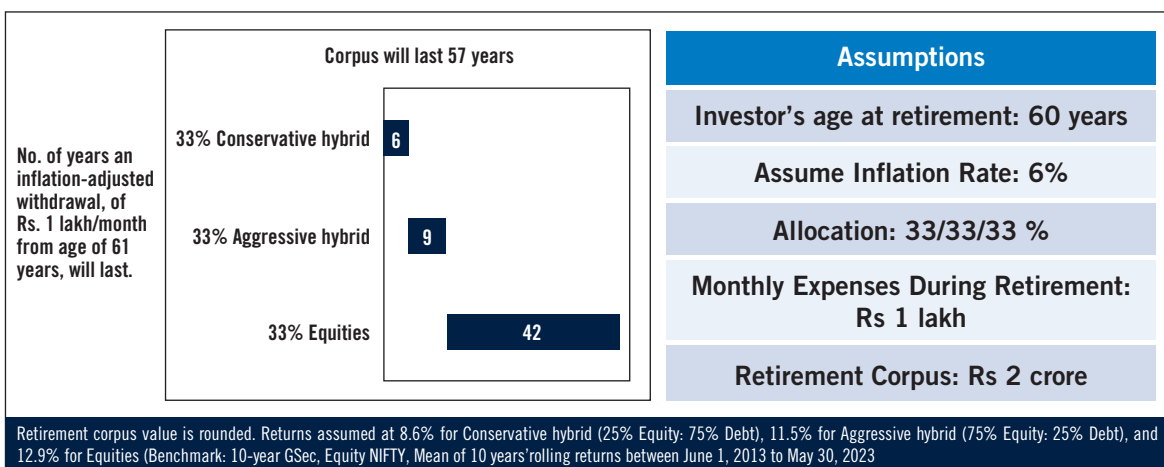 Corpus will last 57 years
No. of years an
inflation-adjusted
withdrawal, of
Rs. 1 lakh/month
from age of 61
years, will last.
33% Conservative hybrid
6
33% Aggressive hybrid
9
33% Equities
42
Assumptions
Investor's age at retirement: 60 years
Assume Inflation Rate: 6%
Allocation: 33/33/33 %
Monthly Expenses During Retirement:
Rs 1 lakh
Retirement Corpus: Rs 2 crore
Retirement corpus value is rounded. Returns assumed at 8.6% for Conservative hybrid (25% Equity: 75% Debt), 11.5% for Aggressive hybrid (75% Equity: 25% Debt), and
12.9% for Equities (Benchmark: 10-year GSec, Equity NIFTY, Mean of 10 years'rolling returns between June 1, 2013 to May 30, 2023